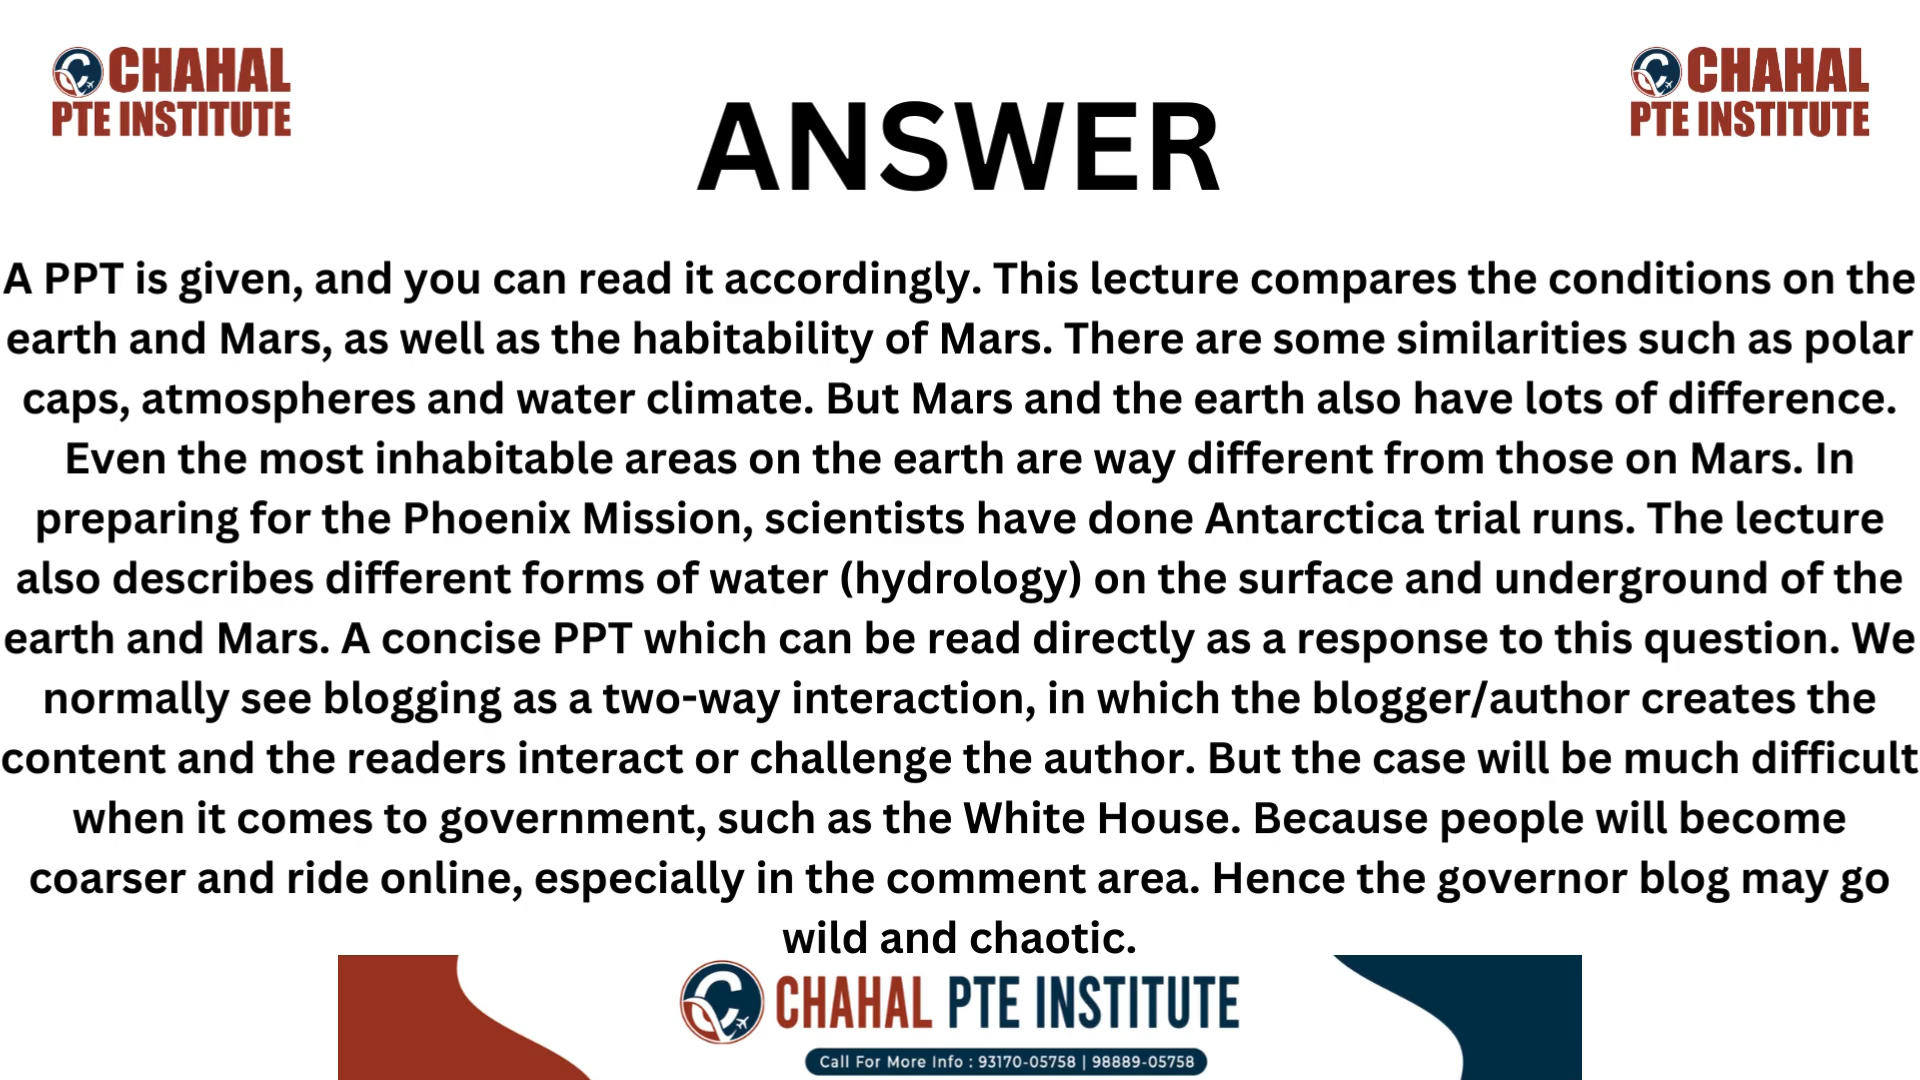 CHAHAL
PTE INSTITUTE
CHAHAL
PTE INSTITUTE
ANSWER
A PPT is given, and you can read it accordingly. This lecture compares the conditions on the
earth and Mars, as well as the habitability of Mars. There are some similarities such as polar
caps, atmospheres and water climate. But Mars and the earth also have lots of difference.
Even the most inhabitable areas on the earth are way different from those on Mars. In
preparing for the Phoenix Mission, scientists have done Antarctica trial runs. The lecture
also describes different forms of water (hydrology) on the surface and underground of the
earth and Mars. A concise PPT which can be read directly as a response to this question. We
normally see blogging as a two-way interaction, in which the blogger/author creates the
content and the readers interact or challenge the author. But the case will be much difficult
when it comes to government, such as the White House. Because people will become
coarser and ride online, especially in the comment area. Hence the governor blog may go
wild and chaotic.
CHAHAL PTE INSTITUTE
Call For More Info : 93170-05758 | 98889-05758